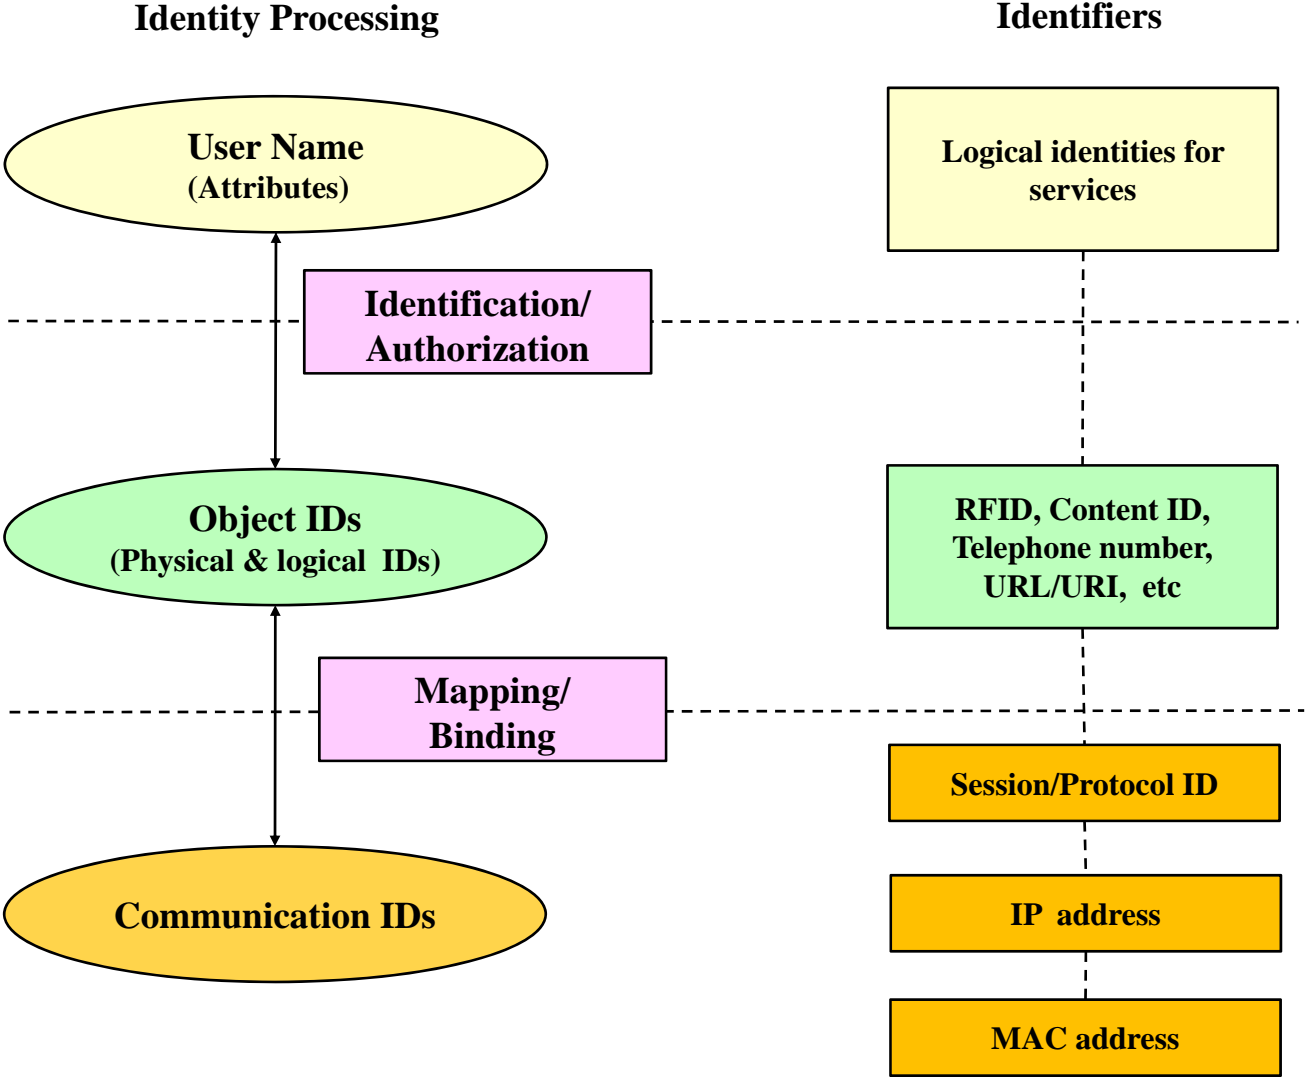 Identity Processing
Identifiers
User Name
(Attributes)
Logical identities for
services
Identification/
Authorization
Object IDs
(Physical & logical IDs)
RFID, Content ID,
Telephone number,
URL/URI, etc
Mapping/
Binding
Session/Protocol ID
Communication IDs
IP address
MAC address